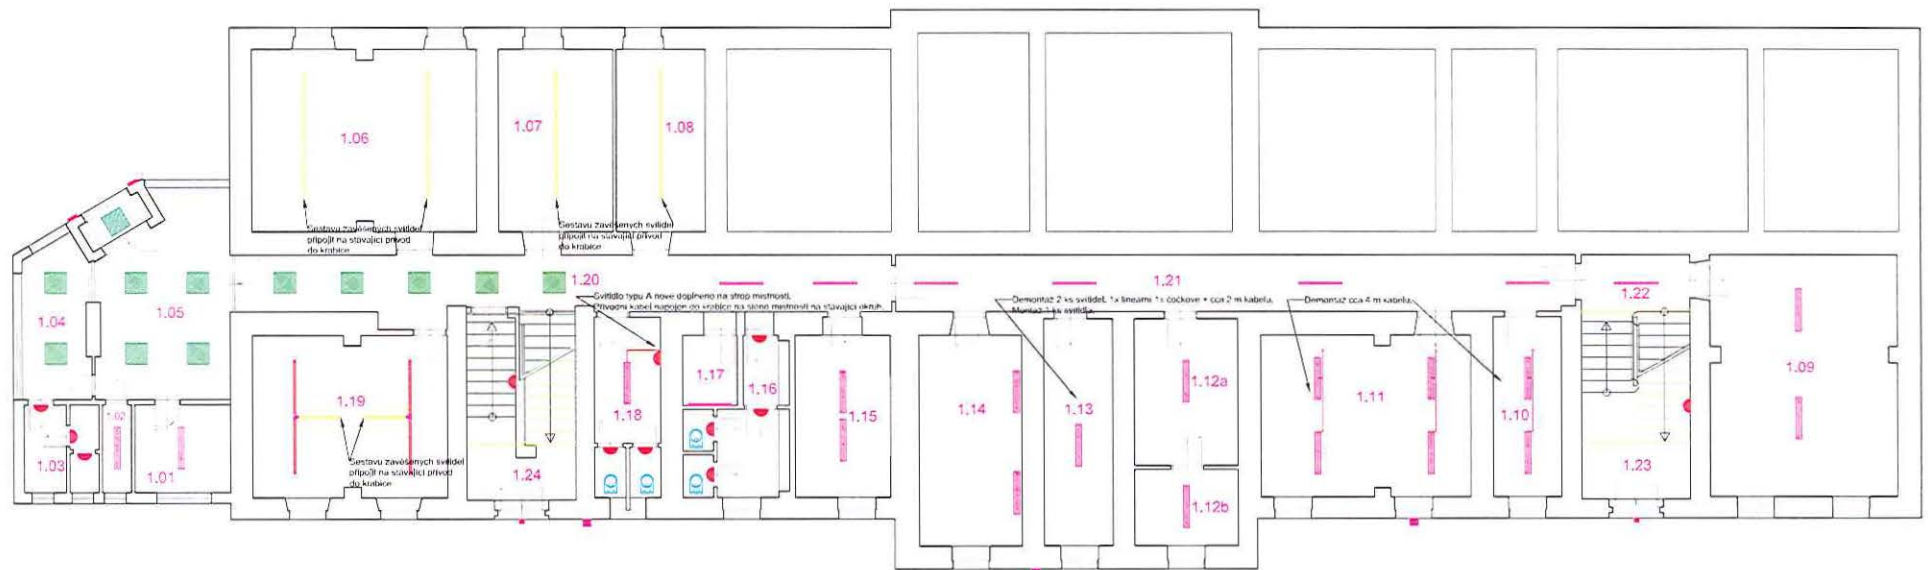 1.06
1.07
1.08
Sestavu zavěšených svítidel
připojit na stávající přívod
do krabice
Sestavu zavěšených svítidel
připojit na stávající přívod
do krabice
1.20
1.21
1.22
Svítidlo typu A nově doplněno na strop místnosti.
Přívodní kabel napojen do krabice na stěně místnosti na stávající okruh.
Demontáž 2 ks svítidel, 1x lineární 1x čočkové + cca 2 m kabelu.
Montáž 1 ks svítidla.
Demontáž cca 4 m kabelu.
1.04
1.05
1.09
1.19
1.17
1.16
1.12a
1.11
1.18
1.15
1.14
1.13
1.10
1.02
Sestavu zavěšených svítidel
připojit na stávající přívod
do krabice
1.03
1.01
1.24
1.23
1.12b